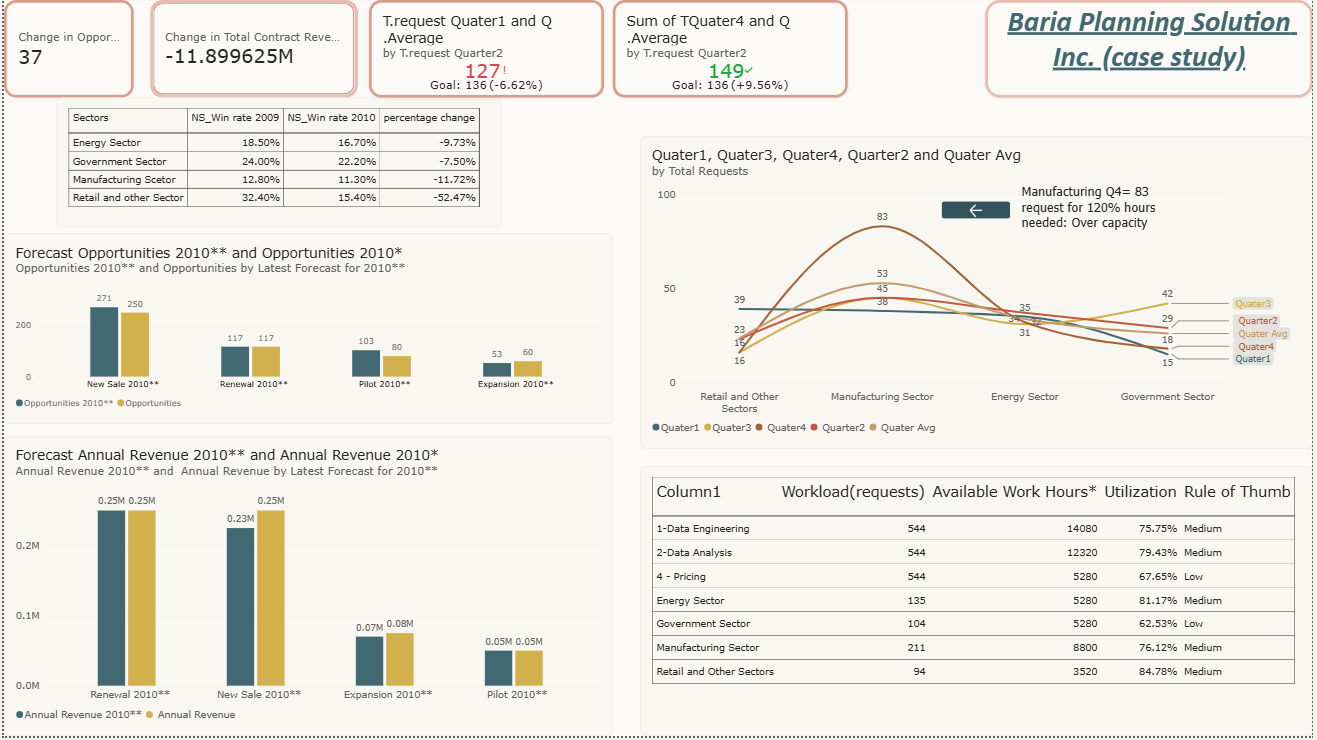 Change in Oppor...
37
Change in Total Contract Reve...
-11.899625M
T.request Quater1 and Q
.Average
by T.request Quarter2
127!
Goal: 136 (-6.62%)
Sum of TQuater4 and Q
.Average
by T.request Quarter2
149✓
Goal: 136 (+9.56%)
Baria Planning Solution
Inc. (case study)
Sectors NS_Win rate 2009 NS_Win rate 2010 percentage change
Energy Sector 18.50% 16.70% -9.73%
Government Sector 24.00% 22.20% -7.50%
Manufacturing Scetor 12.80% 11.30% -11.72%
Retail and other Sector 32.40% 15.40% -52.47%
Forecast Opportunities 2010** and Opportunities 2010*
Opportunities 2010** and Opportunities by Latest Forecast for 2010**
271 250
117 117
103 80
53 60
200
0
New Sale 2010** Renewal 2010** Pilot 2010** Expansion 2010**
Opportunities 2010** Opportunities
Forecast Annual Revenue 2010** and Annual Revenue 2010*
Annual Revenue 2010** and Annual Revenue by Latest Forecast for 2010**
0.25M 0.25M
0.23M 0.25M
0.07M 0.08M
0.05M 0.05M
0.2M
0.1M
0.0M
Renewal 2010** New Sale 2010** Expansion 2010** Pilot 2010**
Annual Revenue 2010** Annual Revenue
Quater1, Quater3, Quater4, Quarter2 and Quater Avg
by Total Requests
Manufacturing Q4= 83
request for 120% hours
needed: Over capacity
100
50
0
39
23
16
16
83
53
45
38
35
34
32
31
42
29
18
15
Quater3
Quarter2
Quater Avg
Quater4
Quater1
Retail and Other
Sectors
Manufacturing Sector
Energy Sector
Government Sector
Quater1 Quater3 Quater4 Quarter2 Quater Avg
Column1 Workload(requests) Available Work Hours* Utilization Rule of Thumb
1-Data Engineering 544 14080 75.75% Medium
2-Data Analysis 544 12320 79.43% Medium
4 - Pricing 544 5280 67.65% Low
Energy Sector 135 5280 81.17% Medium
Government Sector 104 5280 62.53% Low
Manufacturing Sector 211 8800 76.12% Medium
Retail and Other Sectors 94 3520 84.78% Medium